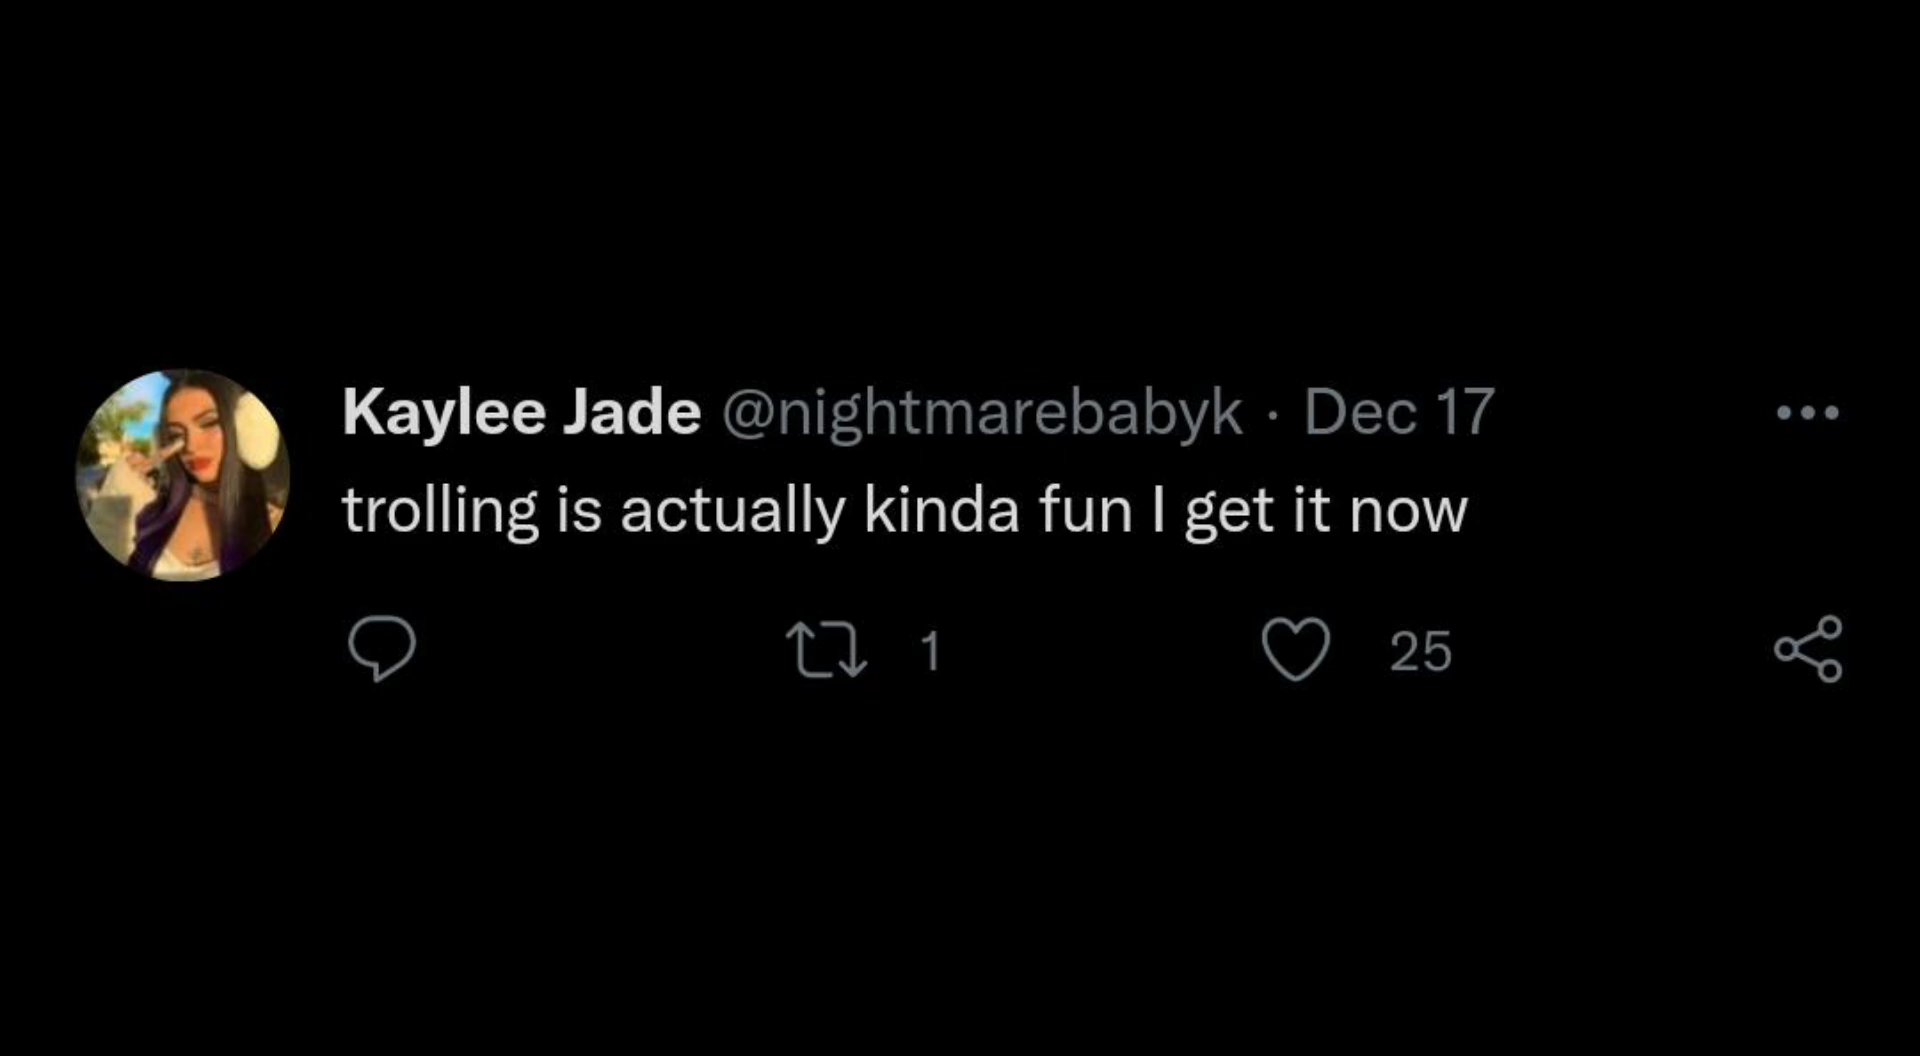 Kaylee Jade @nightmarebabyk · Dec 17
trolling is actually kinda fun I get it now
1 25